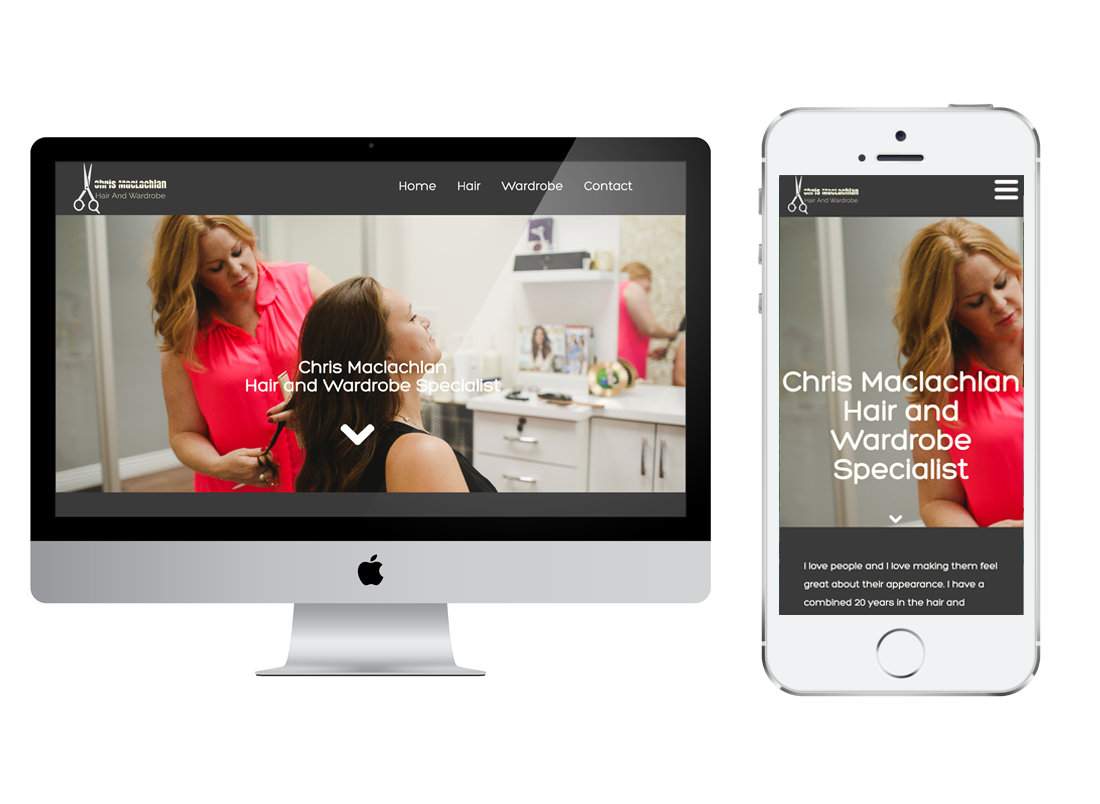 Chris MacLachlan
Hair And Wardrobe
Home Hair Wardrobe Contact
Chris Maclachlan
Hair and Wardrobe Specialist
Chris MacLachlan
Hair And Wardrobe
Chris Maclachlan
Hair and
Wardrobe
Specialist
I love people and I love making them feel
great about their appearance. I have a
combined 20 years in the hair and